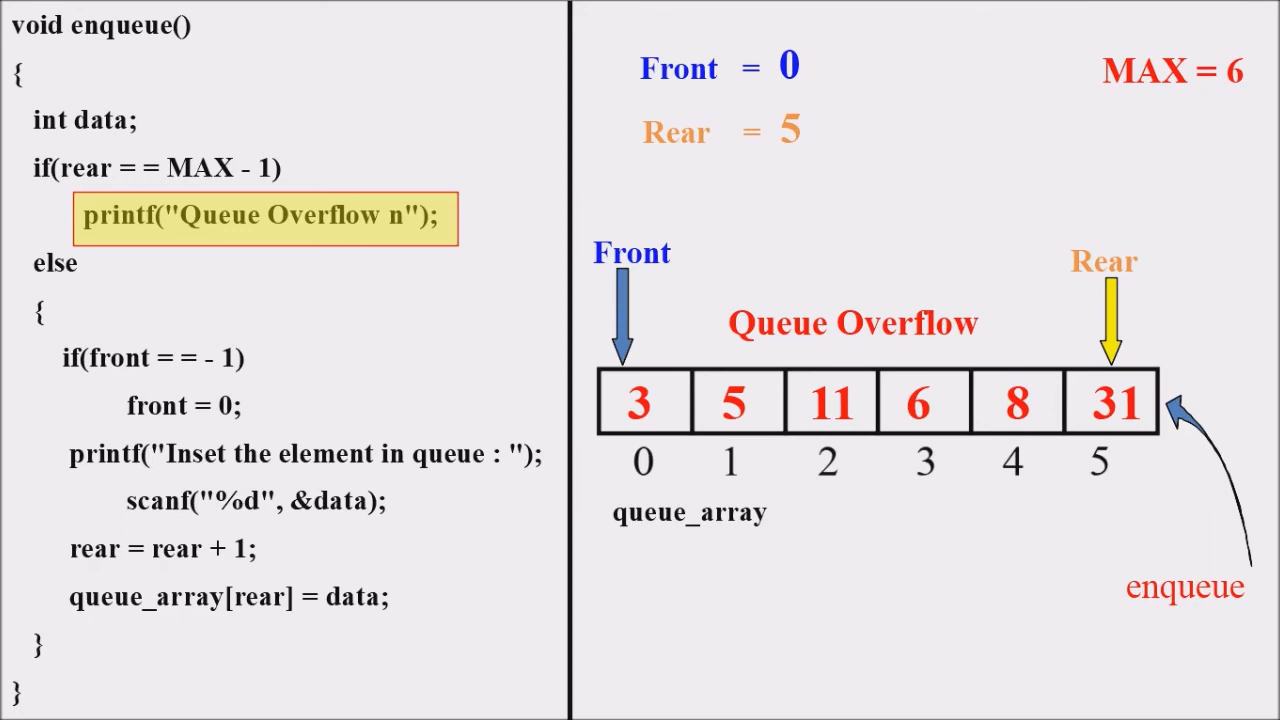 void enqueue()
{
int data;
if(rear = = MAX - 1)
printf("Queue Overflow n");
else
{
if(front = = - 1)
front = 0;
printf("Inset the element in queue : ");
scanf("%d", &data);
rear = rear + 1;
queue_array[rear] = data;
}
}
Front = 0
MAX = 6
Rear = 5
Front
Rear
Queue Overflow
3 5 11 6 8 31
0 1 2 3 4 5
queue_array
enqueue